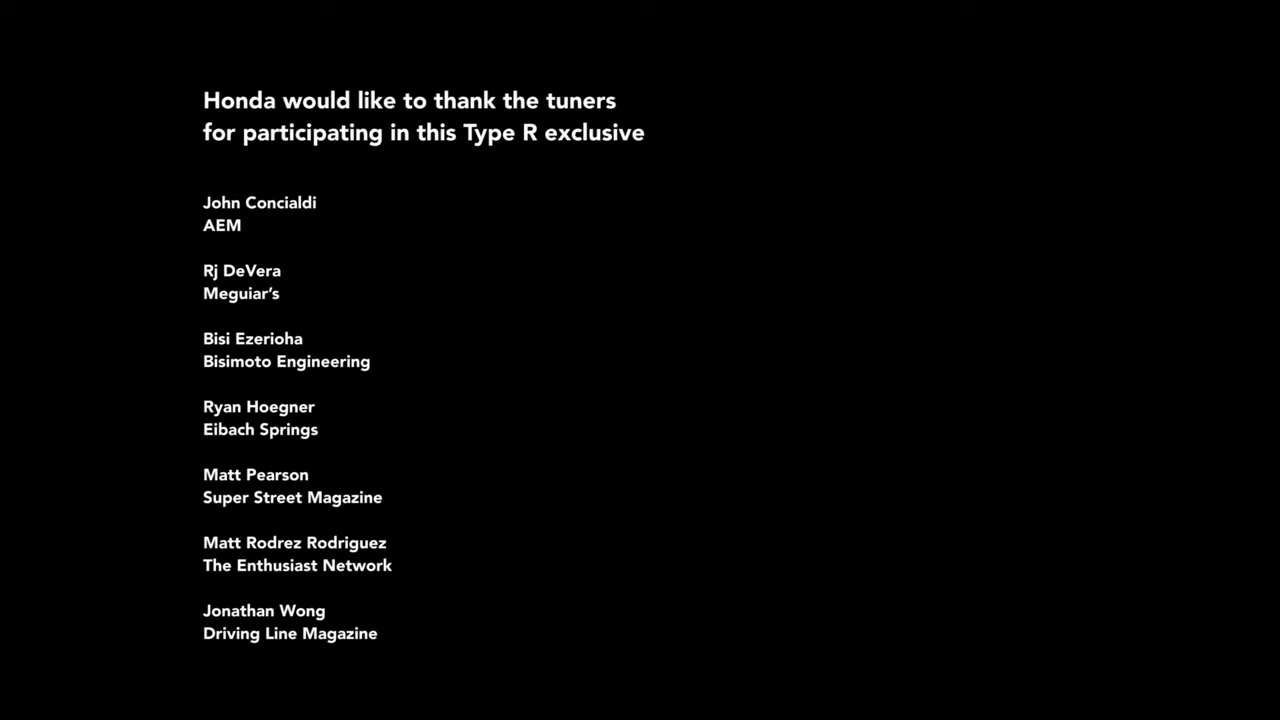 Honda would like to thank the tuners
for participating in this Type R exclusive
John Concialdi
AEM
Rj DeVera
Meguiar’s
Bisi Ezerioha
Bisimoto Engineering
Ryan Hoegner
Eibach Springs
Matt Pearson
Super Street Magazine
Matt Rodrez Rodriguez
The Enthusiast Network
Jonathan Wong
Driving Line Magazine